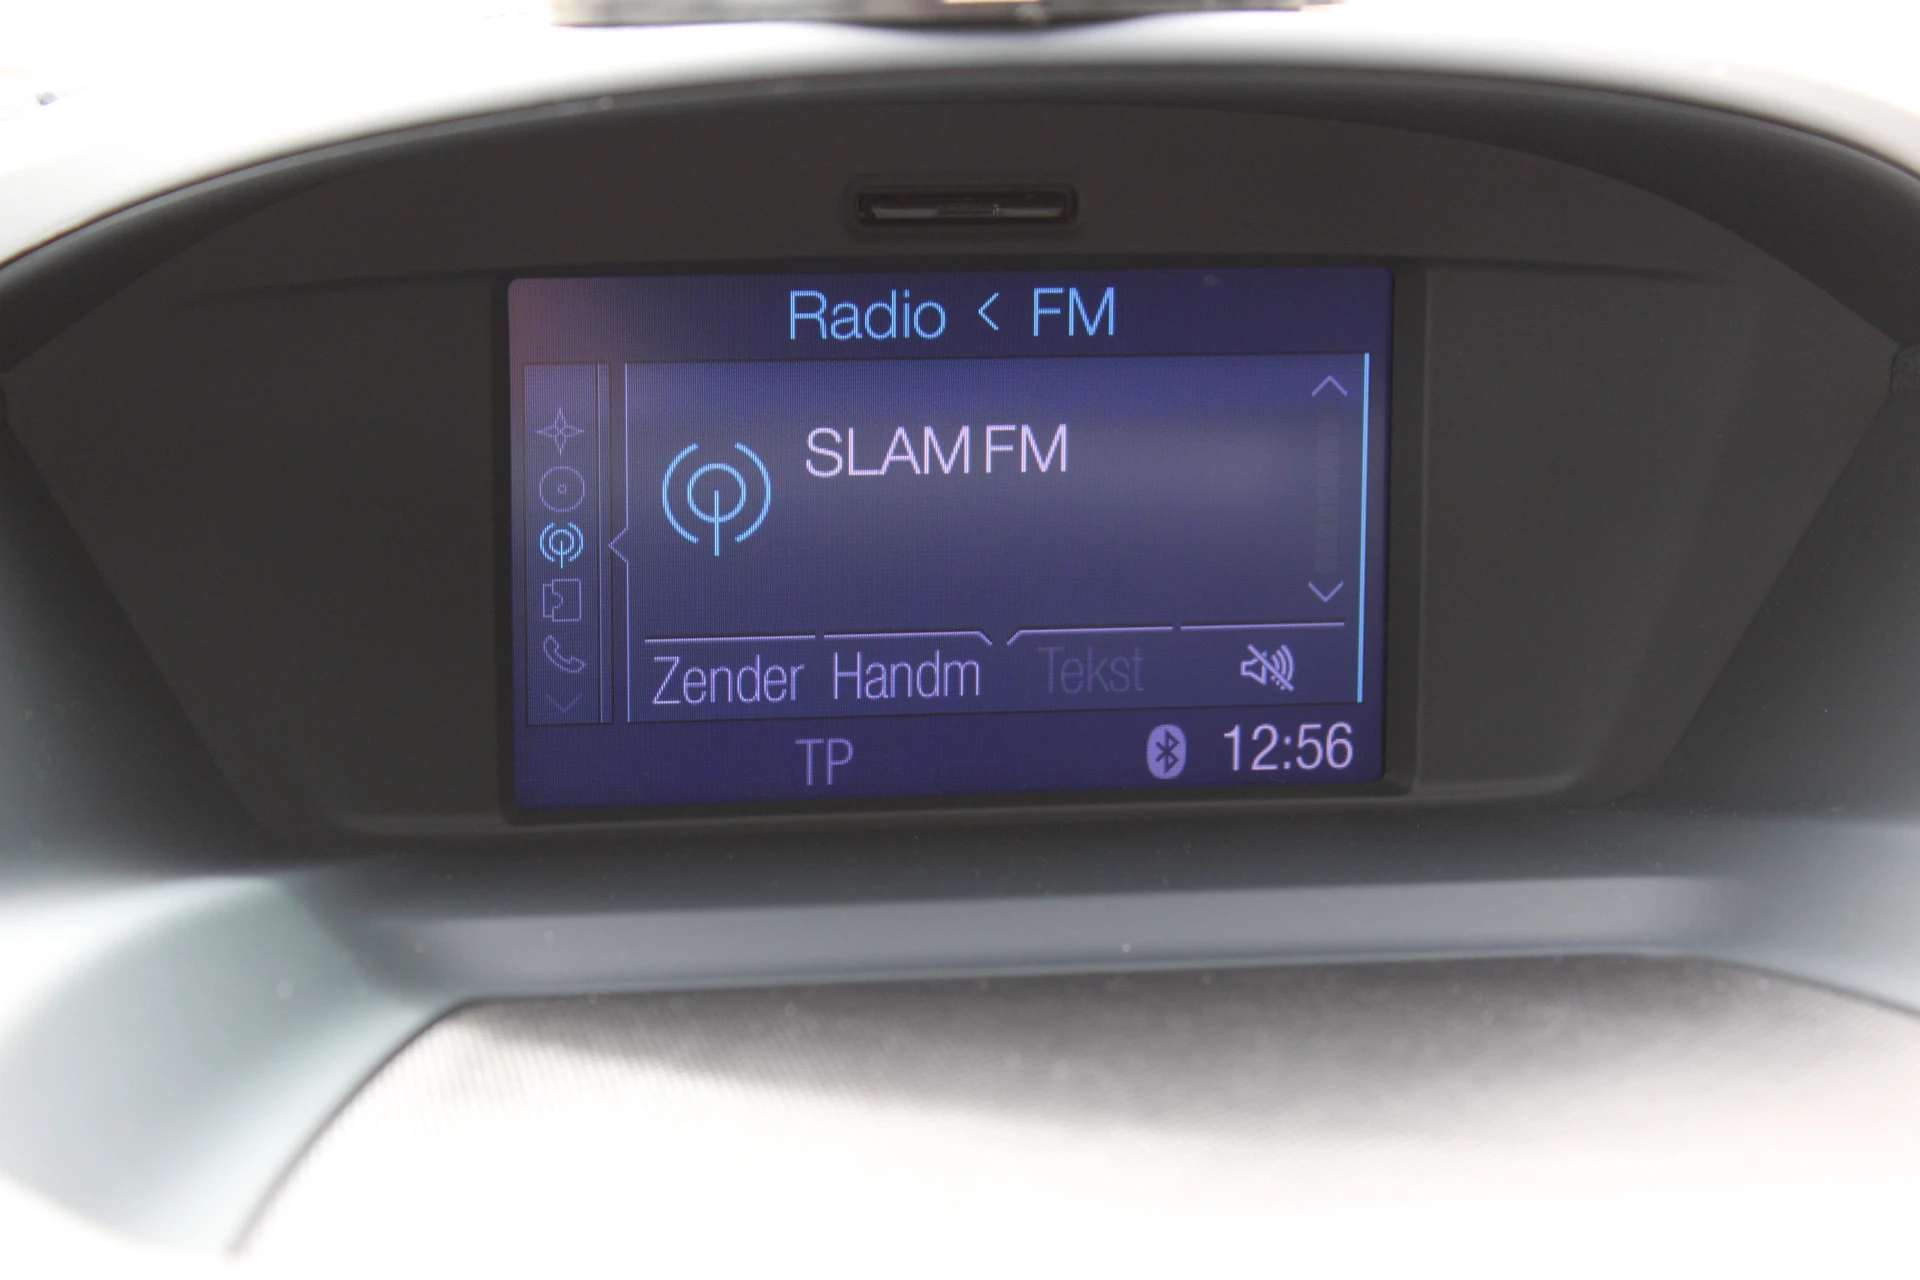 Radio < FM
SLAM FM
Zender Handm Tekst
TP 12:56